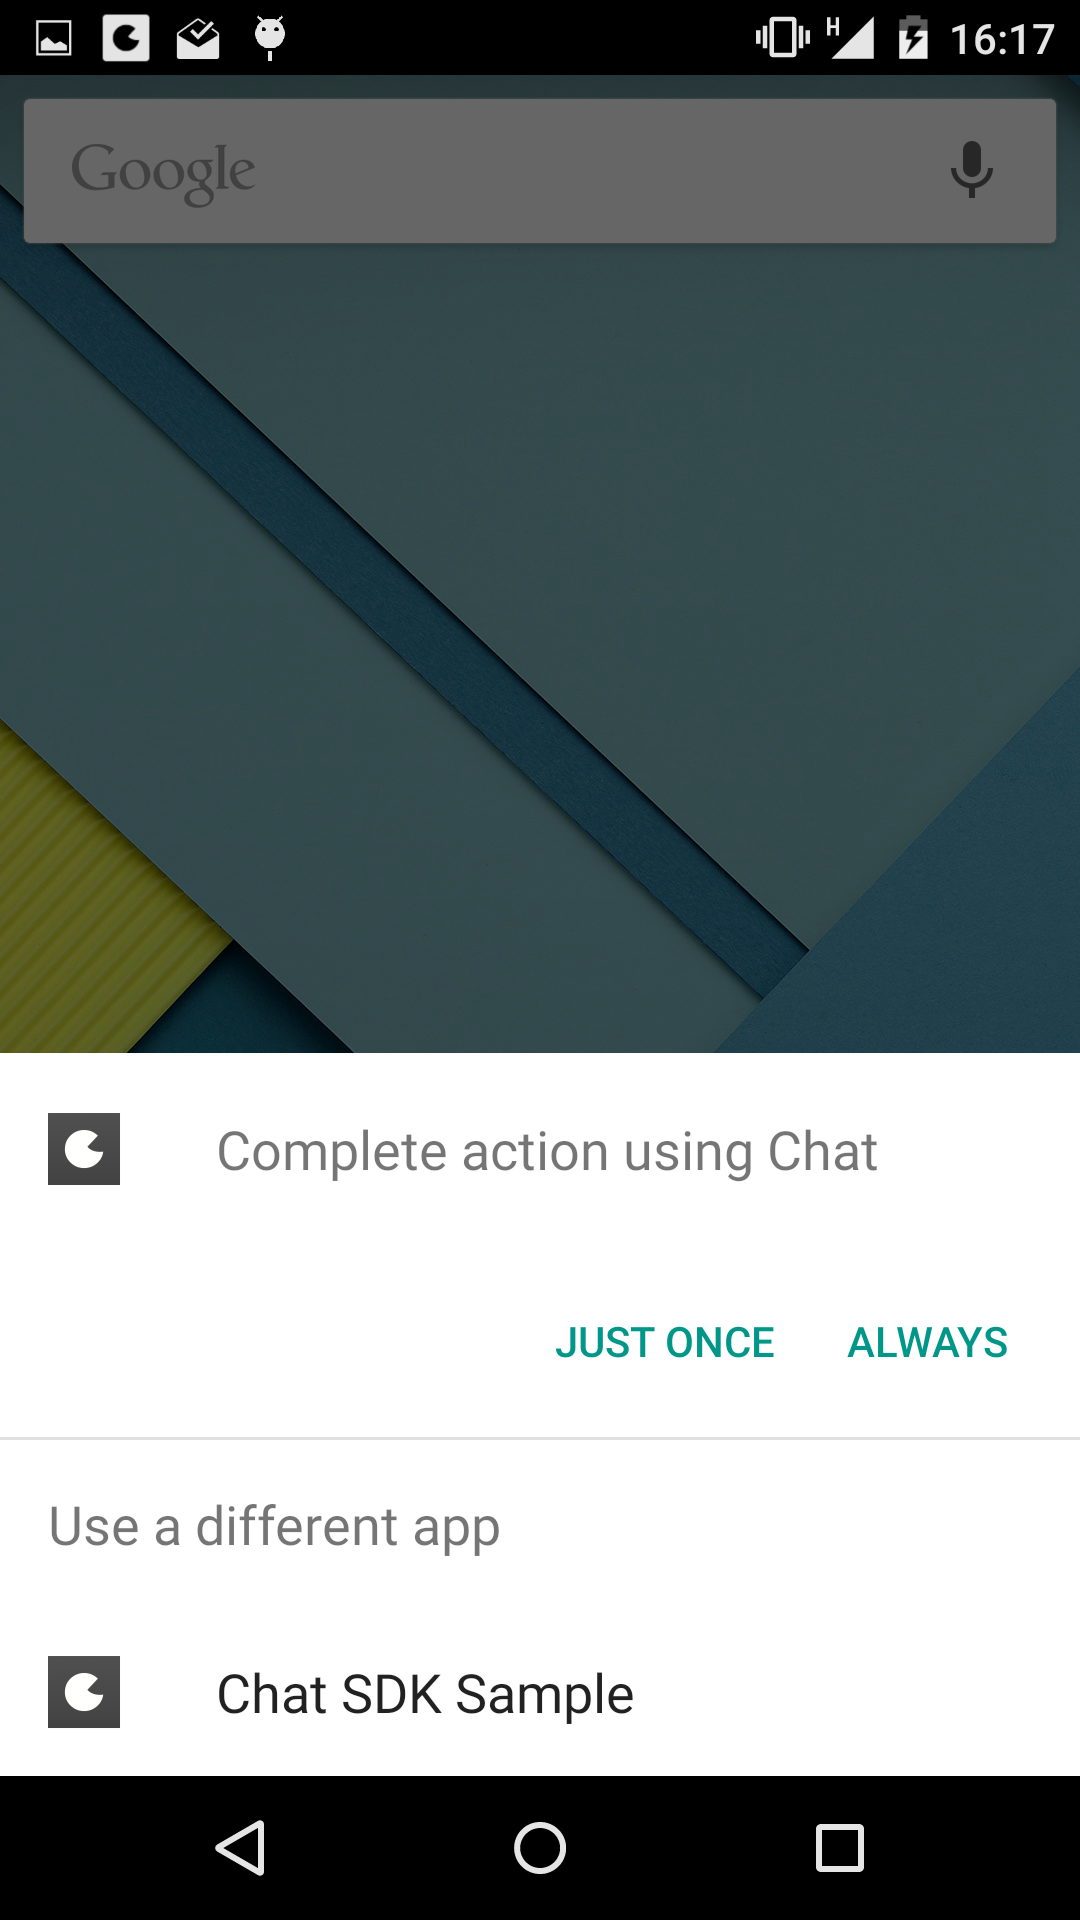 H 16:17
Google
Complete action using Chat
JUST ONCE ALWAYS
Use a different app
Chat SDK Sample